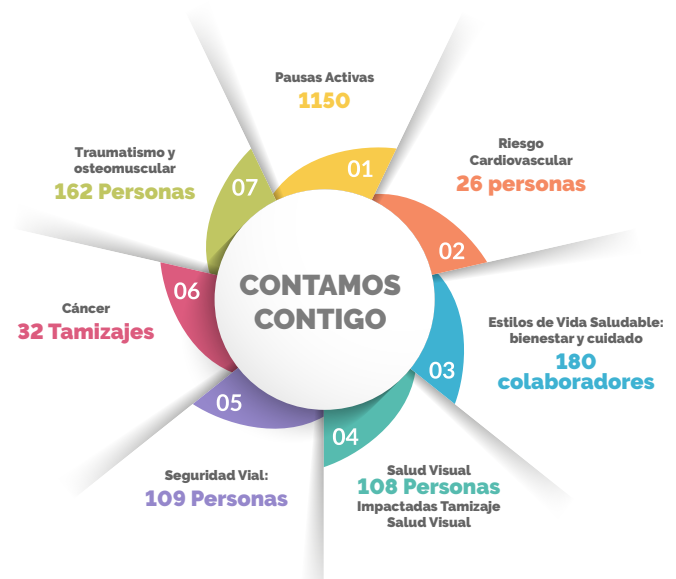 CONTAMOS
CONTIGO
01
Pausas Activas
1150
02
Riesgo
Cardiovascular
26 personas
03
Estilos de Vida Saludable:
bienestar y cuidado
180
colaboradores
04
Salud Visual
108 Personas
Impactadas Tamizaje
Salud Visual
05
Seguridad Vial:
109 Personas
06
Cáncer
32 Tamizajes
07
Traumatismo y
osteomuscular
162 Personas